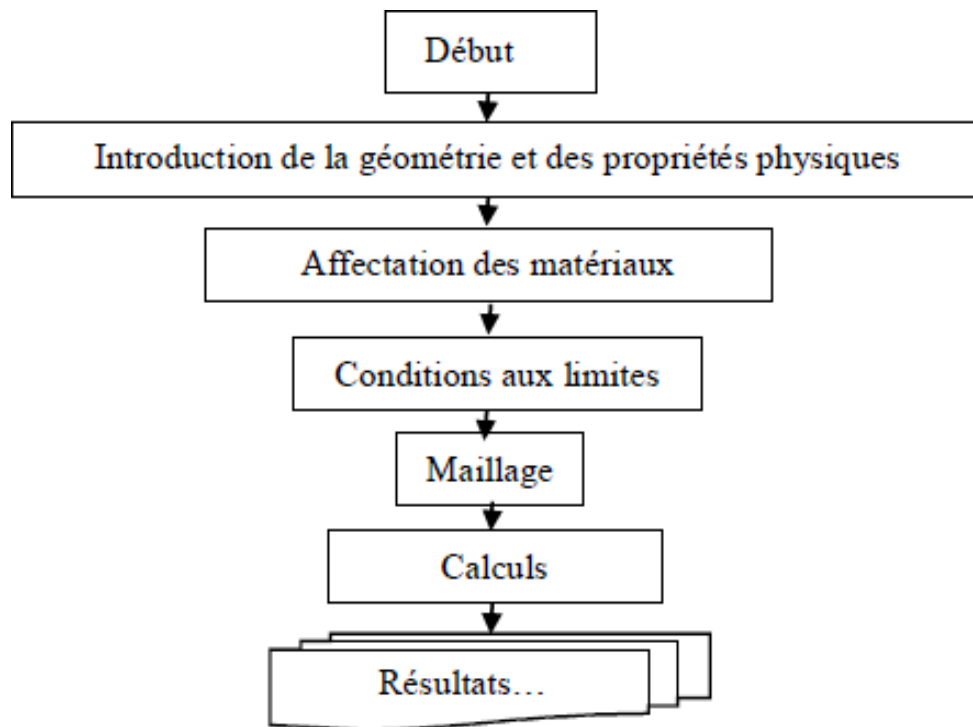 Début
Introduction de la géométrie et des propriétés physiques
Affectation des matériaux
Conditions aux limites
Maillage
Calculs
Résultats…